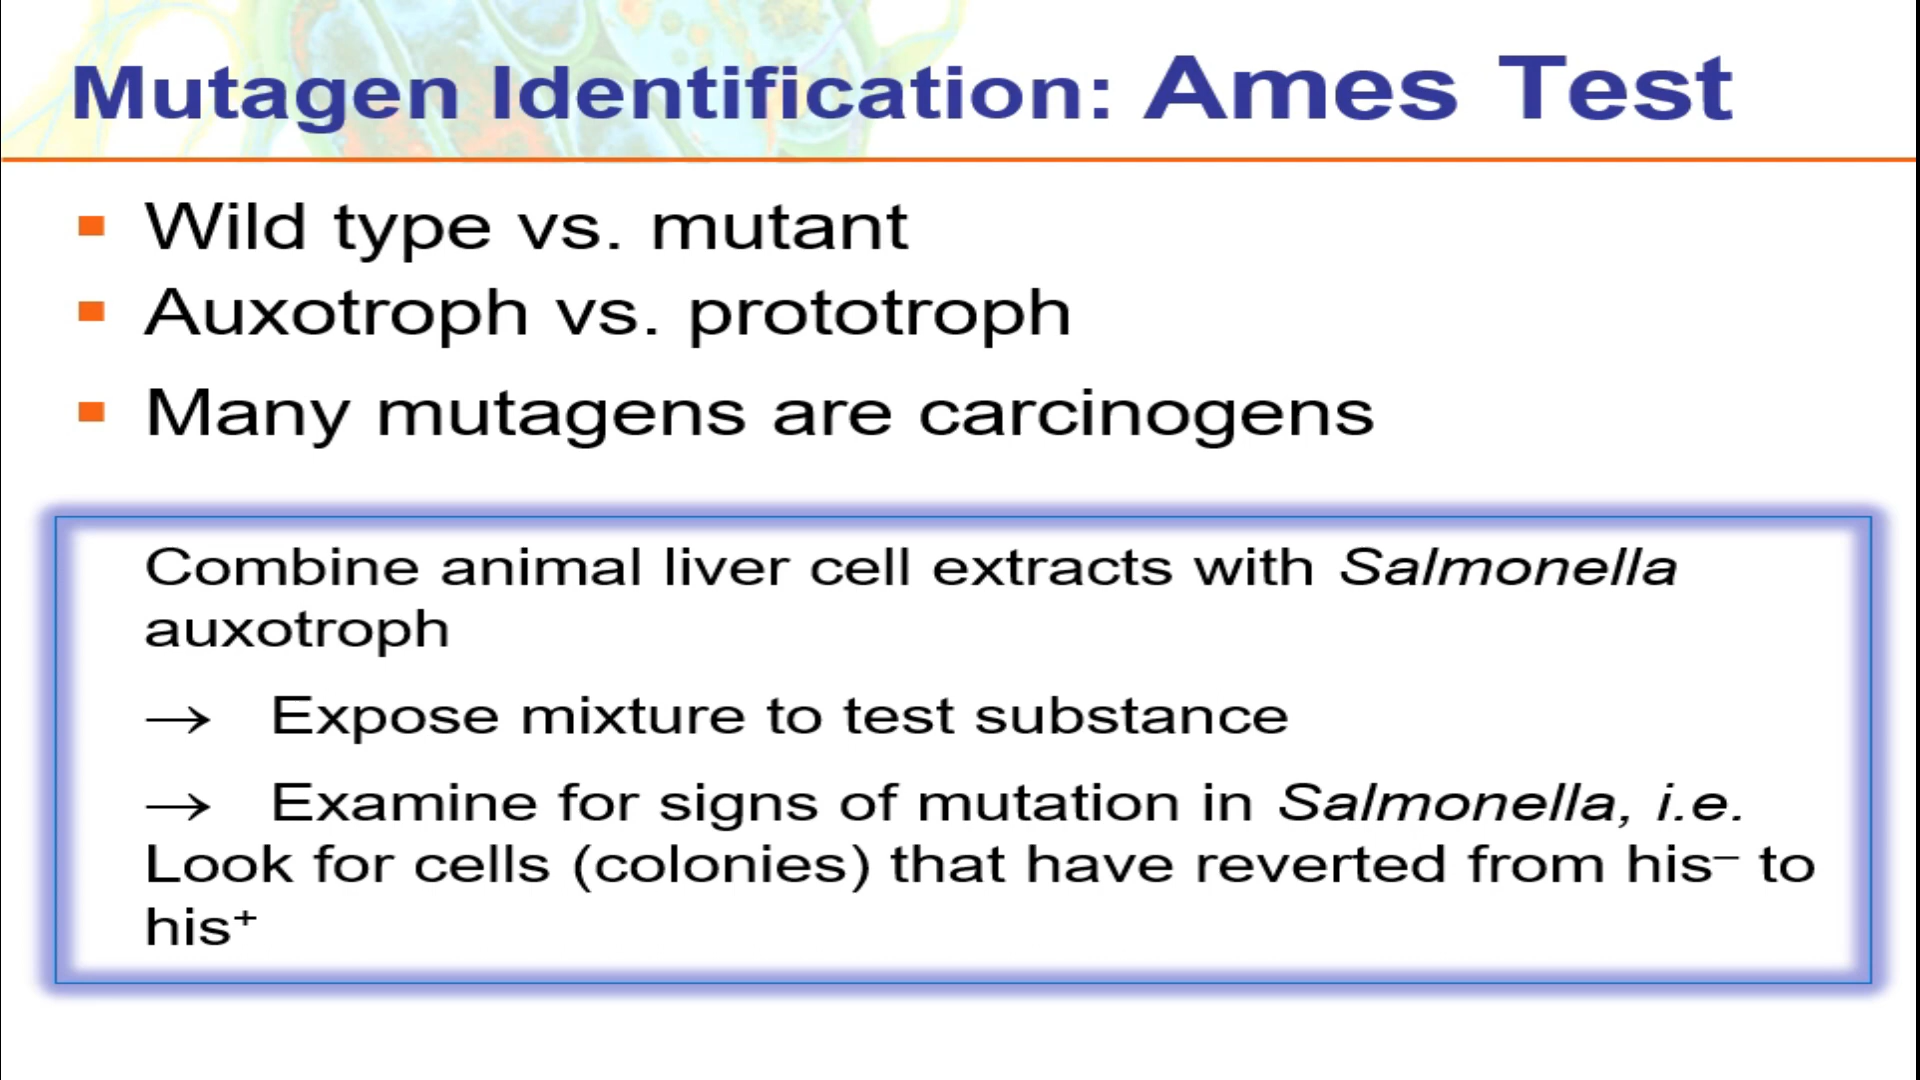 Mutagen Identification: Ames Test
Wild type vs. mutant
Auxotroph vs. prototroph
Many mutagens are carcinogens
Combine animal liver cell extracts with Salmonella
auxotroph
→ Expose mixture to test substance
→ Examine for signs of mutation in Salmonella, i.e.
Look for cells (colonies) that have reverted from his⁻ to
his⁺